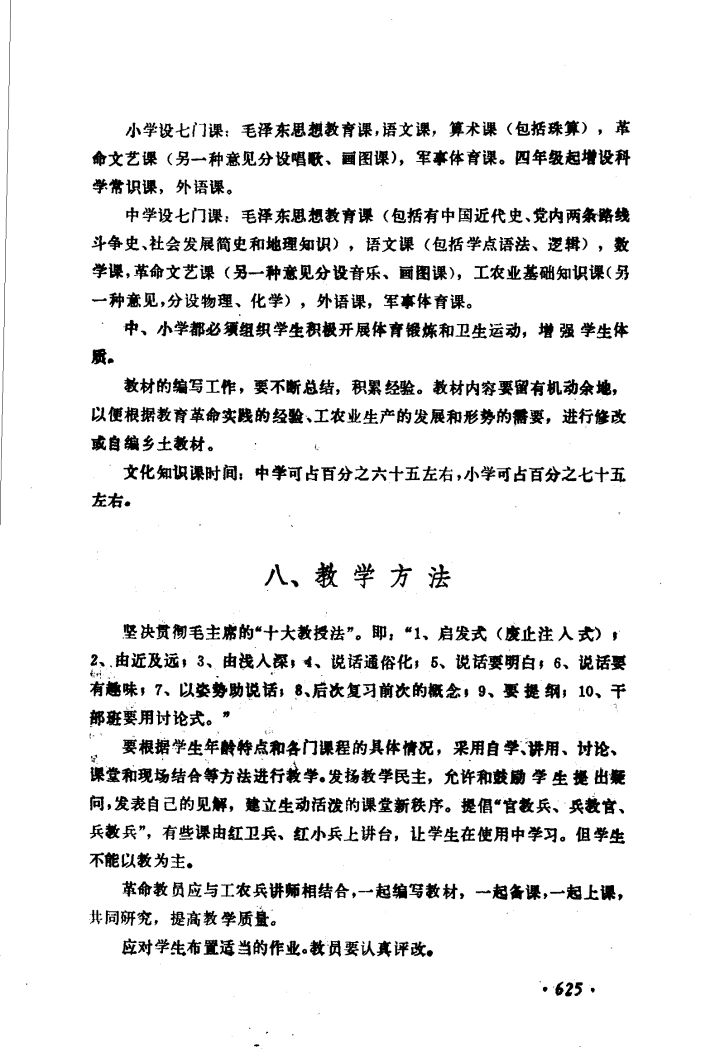 小学设七门课：毛泽东思想教育课，语文课，算术课（包括珠算），革
命文艺课（另一种意见分设唱歌、画图课），军事体育课。四年级起增设科
学常识课，外语课。
中学设七门课：毛泽东思想教育课（包括有中国近代史、党内两条路线
斗争史、社会发展简史和地理知识），语文课（包括学点语法、逻辑），数
学课，革命文艺课（另一种意见分设音乐、画图课），工农业基础知识课（另
一种意见，分设物理、化学），外语课，军事体育课。
中、小学都必须组织学生积极开展体育锻炼和卫生运动，增强学生体
质。
教材的编写工作，要不断总结，积累经验。教材内容要留有机动余地，
以便根据教育革命实践的经验、工农业生产的发展和形势的需要，进行修改
或自编乡土教材。
文化知识课时间：中学可占百分之六十五左右，小学可占百分之七十五
左右。
八、教学方法
坚决贯彻毛主席的“十大教授法”。即：“1、启发式（废止注入式）；
2、由近及远；3、由浅入深；4、说话通俗化；5、说话要明白；6、说话要
有趣味；7、以姿势助说话；8、后次复习前次的概念；9、要提纲；10、干
部班要用讨论式。”
要根据学生年龄特点和各门课程的具体情况，采用自学、讲用、讨论、
课堂和现场结合等方法进行教学。发扬教学民主，允许和鼓励学生提出疑
问，发表自己的见解，建立生动活泼的课堂新秩序。提倡“官教兵、兵教官、
兵教兵”，有些课由红卫兵、红小兵上讲台，让学生在使用中学习。但学生
不能以教为主。
革命教员应与工农兵讲师相结合，一起编写教材，一起备课，一起上课，
共同研究，提高教学质量。
应对学生布置适当的作业。教员要认真评改。
·625·